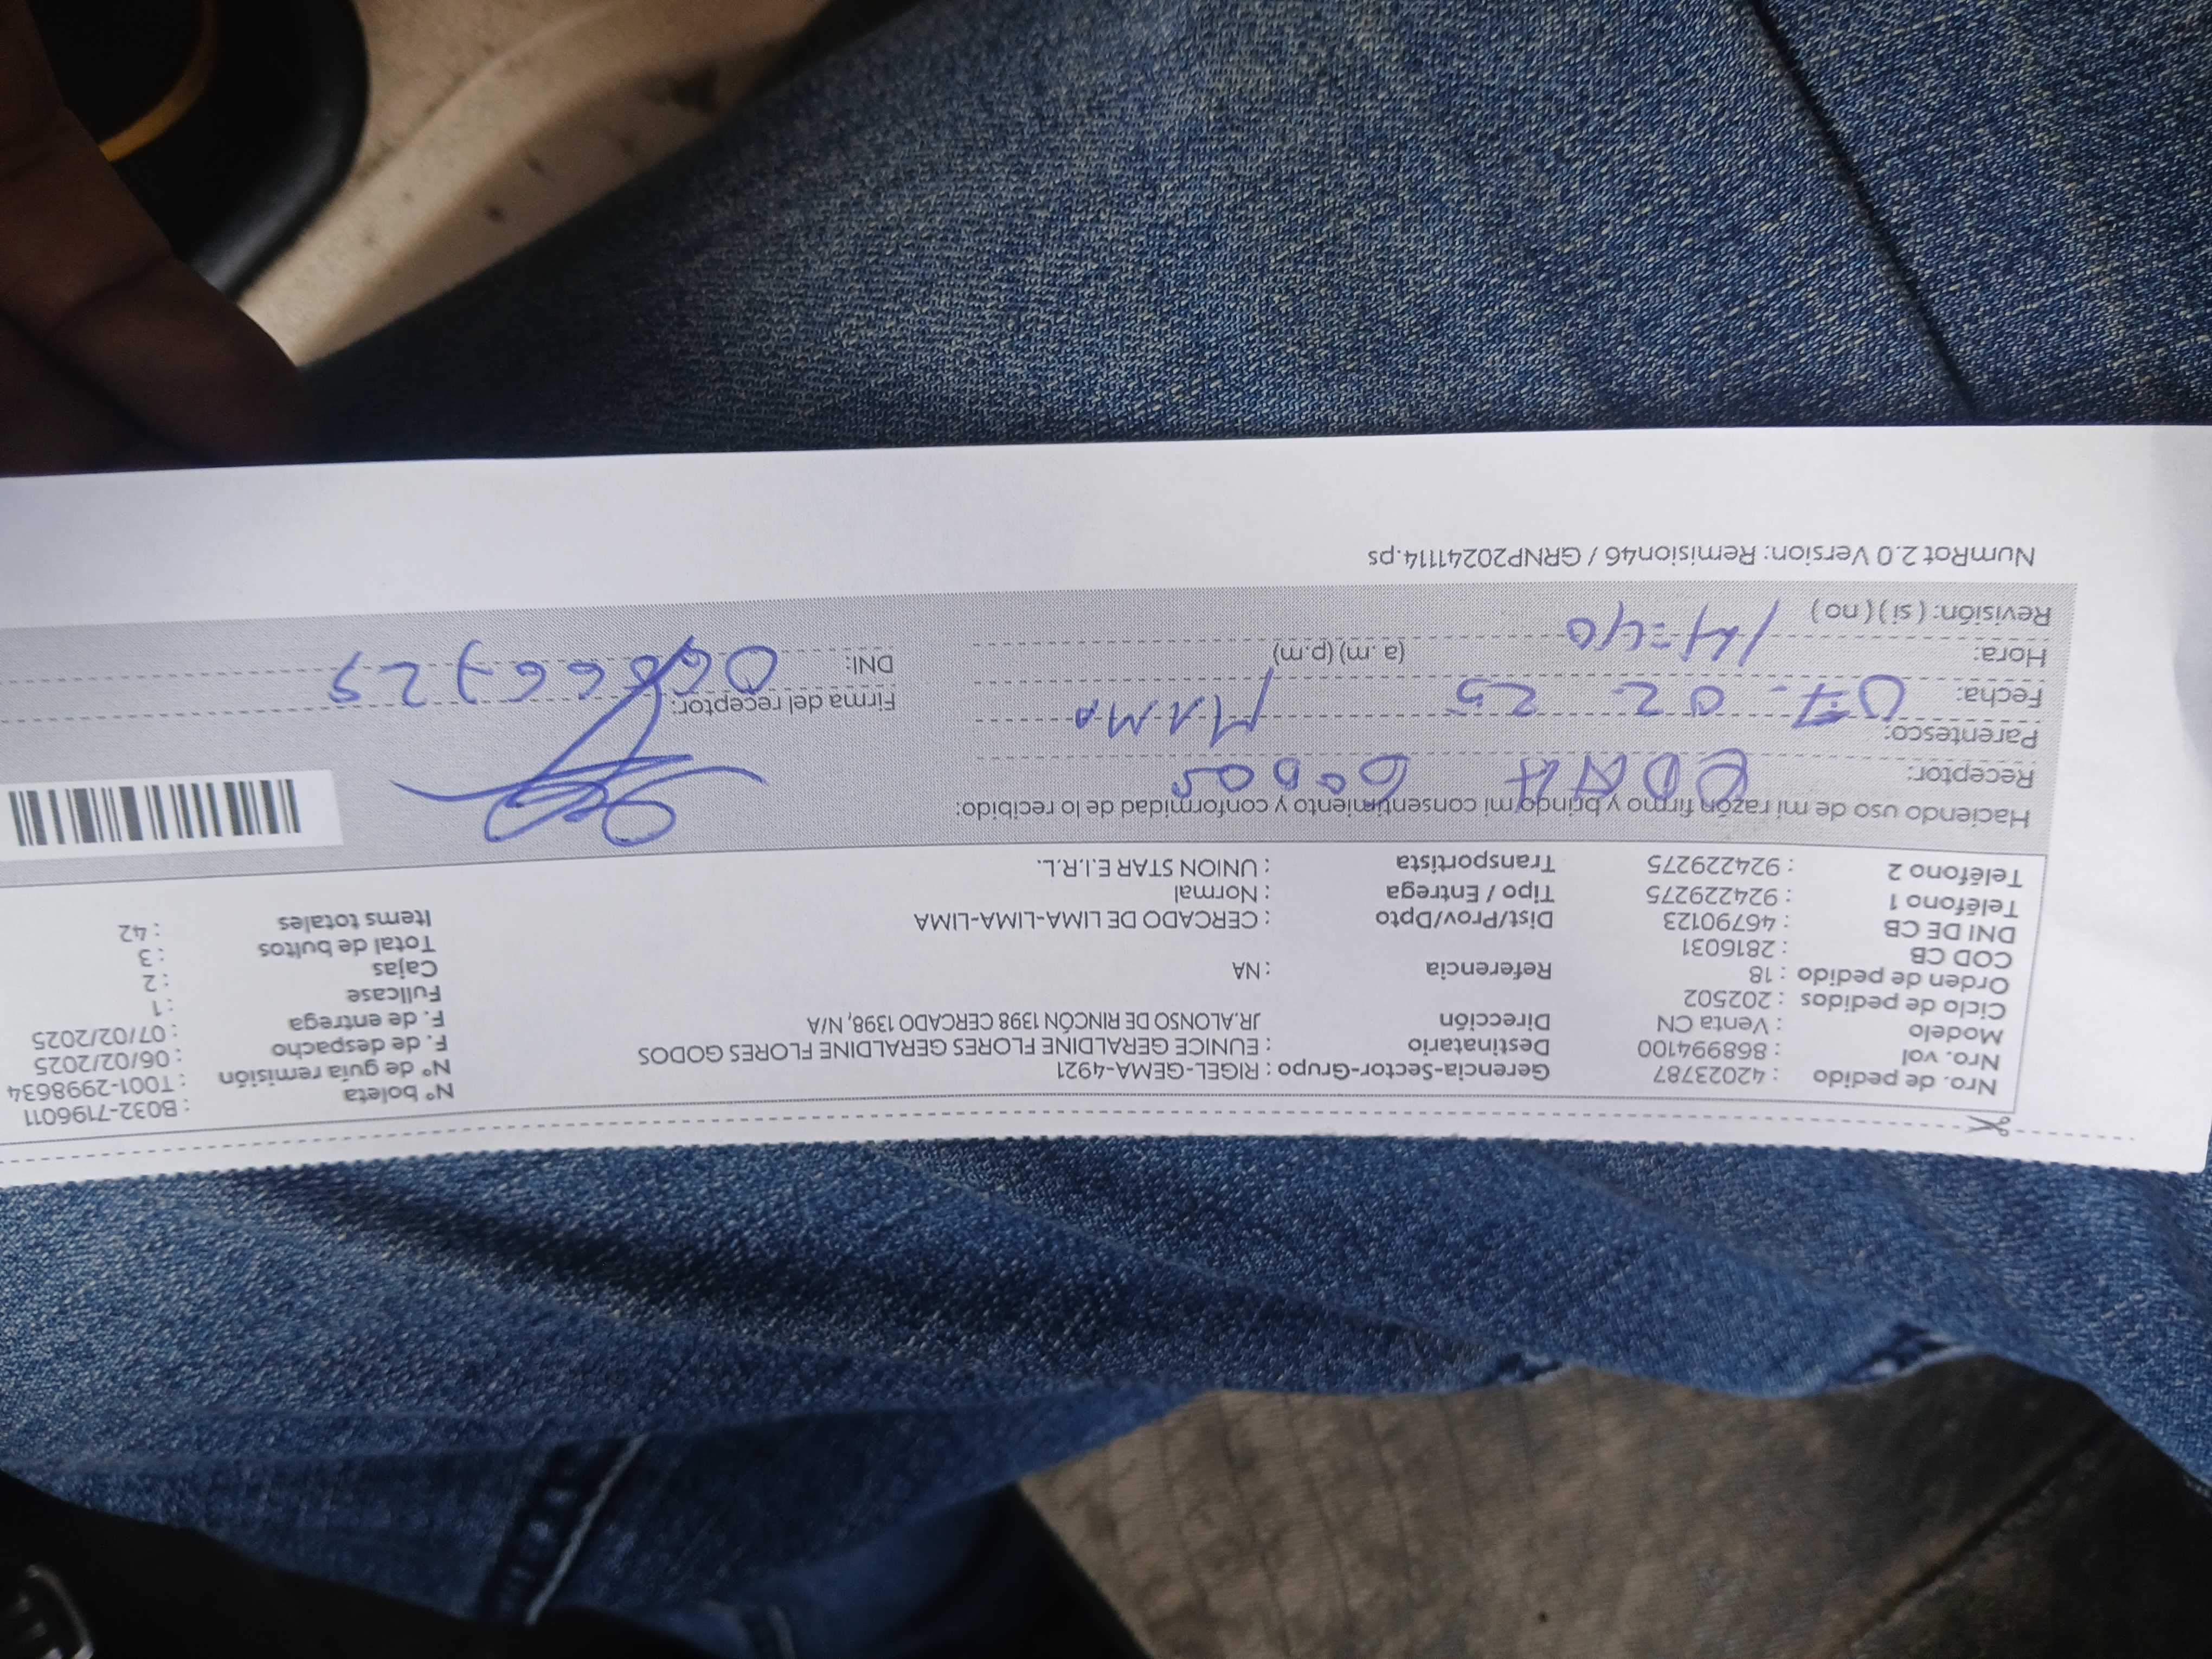 Nro. de pedido : 42023787 Gerencia-Sector-Grupo : RIGEL-GEMA-4921 N° boleta : B032-7196011
Nro. vol : 868994100 Destinatario : EUNICE GERALDINE FLORES GERALDINE FLORES GODOS N° de guía remisión : T001-2998634
Modelo : Venta CN Dirección JR.ALONSO DE RINCÓN 1398 CERCADO 1398, N/A F. de despacho : 06/02/2025
Ciclo de pedidos : 202502 F. de entrega : 07/02/2025
Orden de pedido : 18 Referencia : NA Fullcase : 1
COD CB : 2816031 Cajas : 2
DNI DE CB : 46790123 Dist/Prov/Dpto : CERCADO DE LIMA-LIMA-LIMA Total de bultos : 3
Teléfono 1 : 924229275 Tipo / Entrega : Normal Items totales : 42
Teléfono 2 : 924229275 Transportista : UNION STAR E.I.R.L.
Haciendo uso de mi razón firmo y brindo mi consentimiento y conformidad de lo recibido:
Receptor: EDNA GODOS
Parentesco: MAMA
Firma del receptor:
Fecha: 07- 02 25
DNI:
Hora: 14=40 (a .m) (p.m)
Revisión: ( si ) ( no )
NumRot 2.0 Version: Remision46 / GRNP20241114.ps